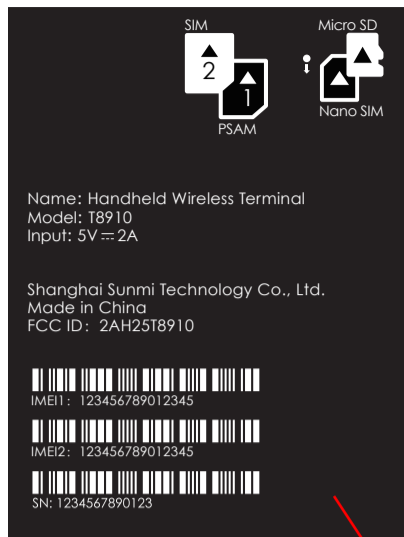 SIM
Micro SD
2
1
PSAM
Nano SIM
Name: Handheld Wireless Terminal
Model: T8910
Input: 5V⎓2A
Shanghai Sunmi Technology Co., Ltd.
Made in China
FCC ID: 2AH25T8910
IMEI1: 123456789012345
IMEI2: 123456789012345
SN: 1234567890123